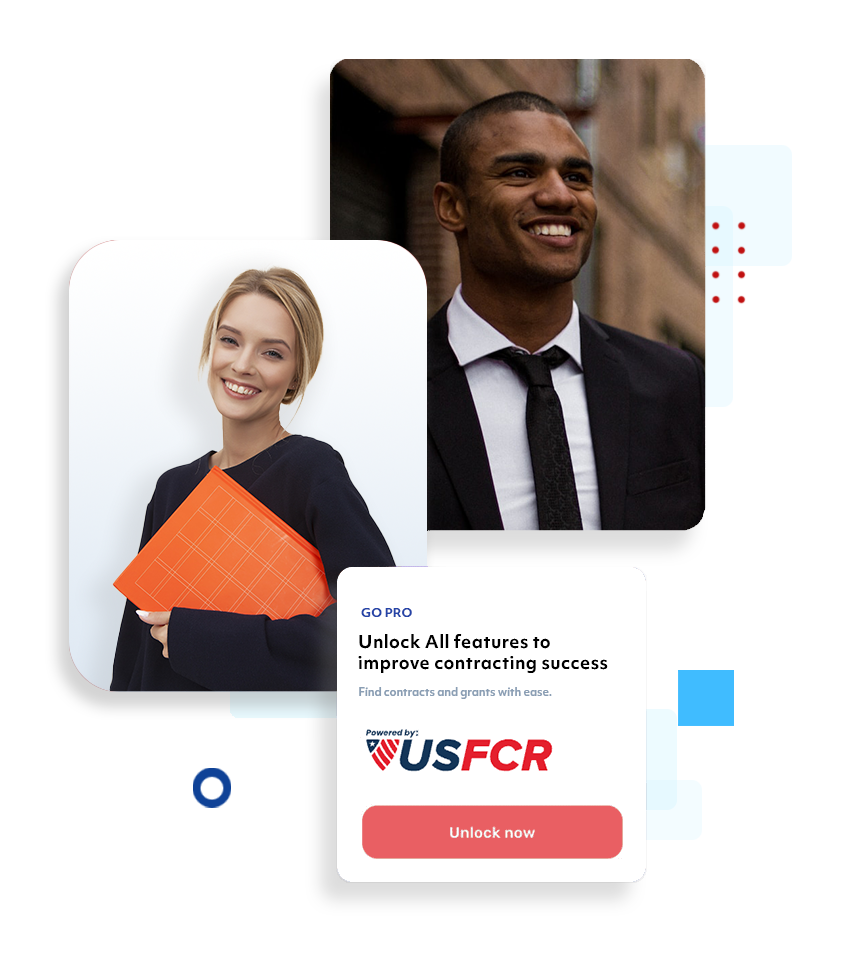 GO PRO
Unlock All features to
improve contracting success
Find contracts and grants with ease.
Powered by:
USFCR
Unlock now